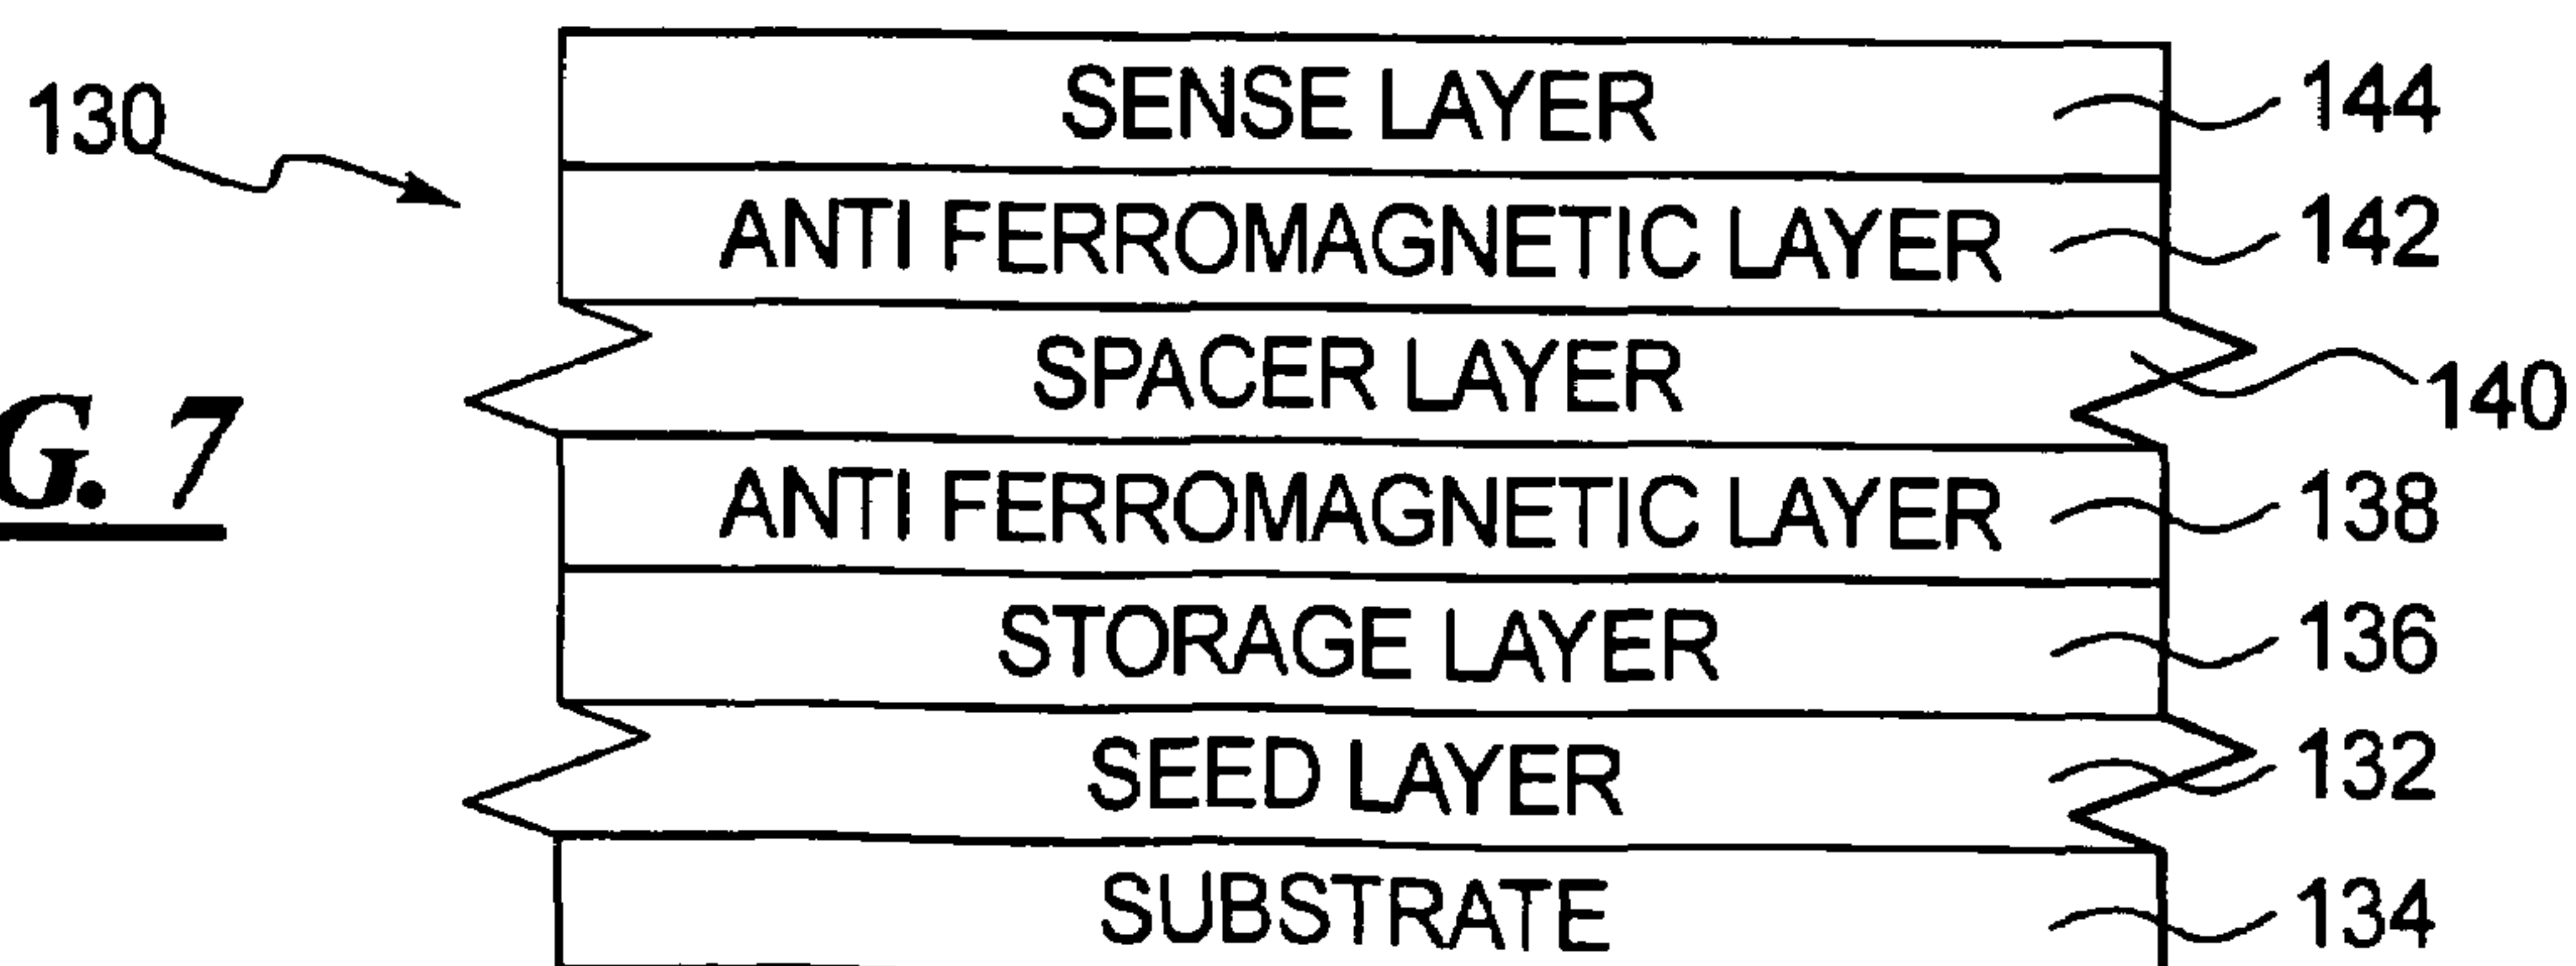 SENSE LAYER 144
130
ANTI FERROMAGNETIC LAYER 142
SPACER LAYER 140
G. 7
ANTI FERROMAGNETIC LAYER 138
STORAGE LAYER 136
SEED LAYER 132
SUBSTRATE 134